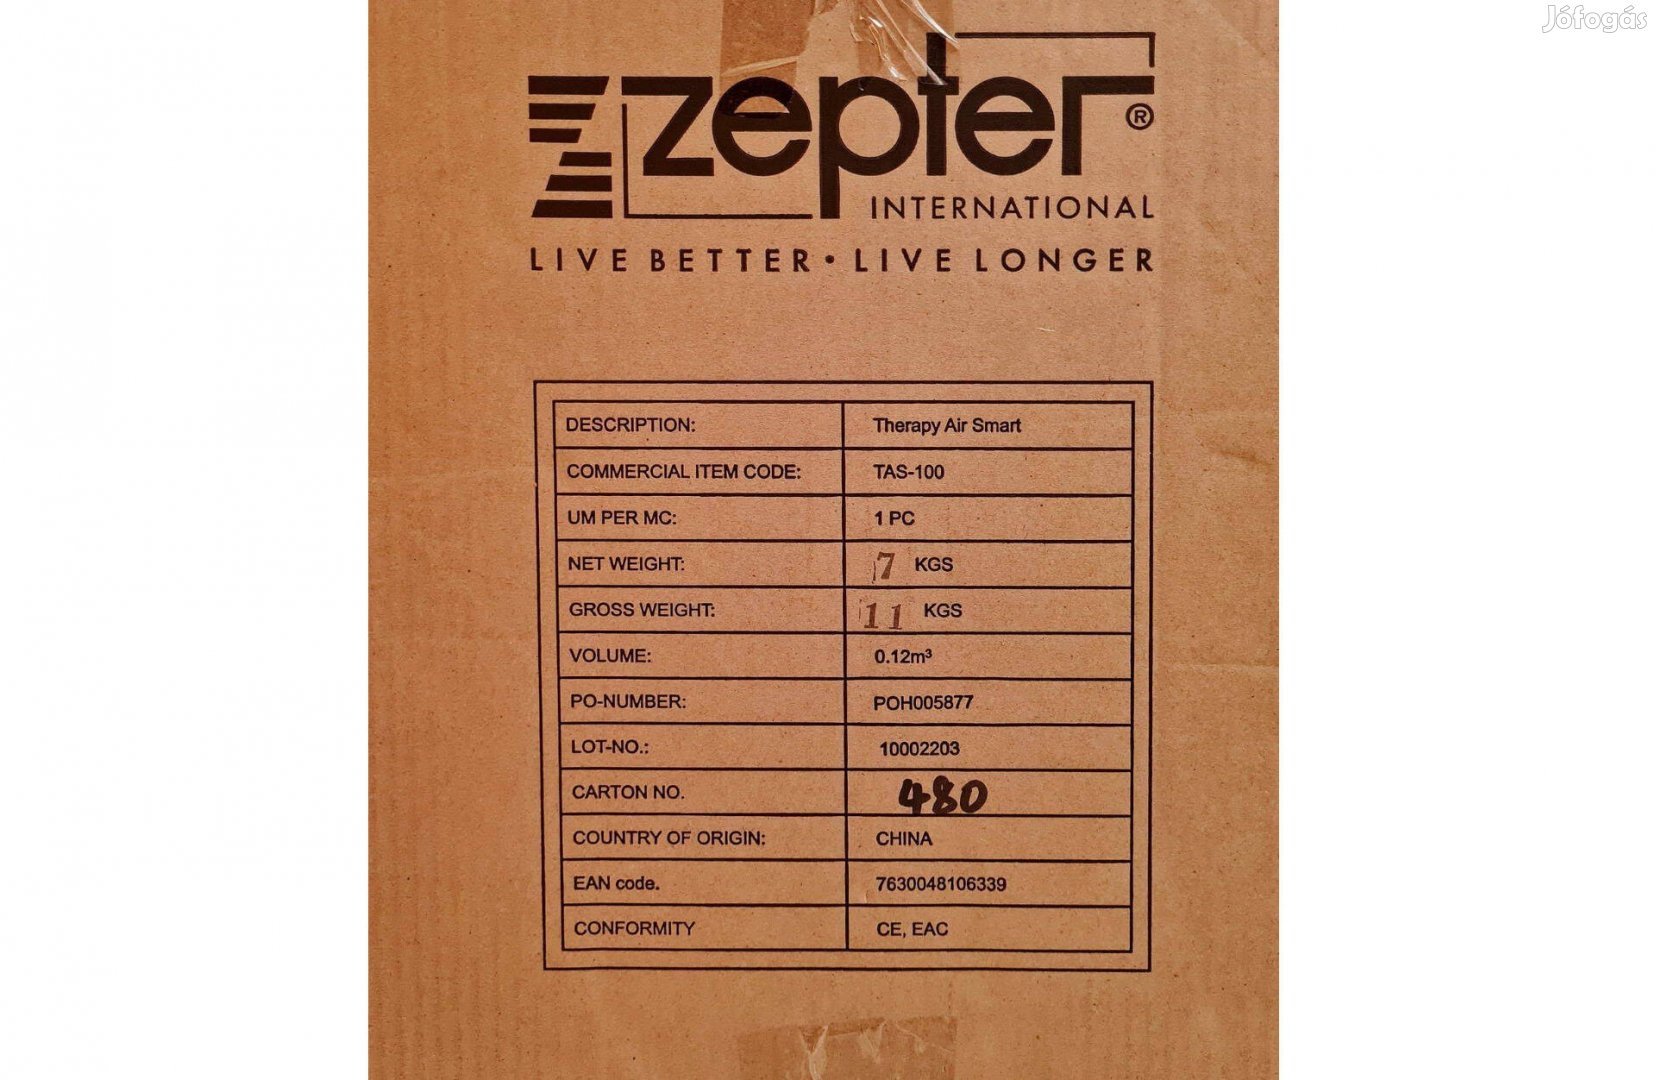 Jófogás
zepter®
INTERNATIONAL
LIVE BETTER • LIVE LONGER
DESCRIPTION: Therapy Air Smart
COMMERCIAL ITEM CODE: TAS-100
UM PER MC: 1 PC
NET WEIGHT: 7 KGS
GROSS WEIGHT: 11 KGS
VOLUME: 0.12m³
PO-NUMBER: POH005877
LOT-NO.: 10002203
CARTON NO. 480
COUNTRY OF ORIGIN: CHINA
EAN code. 7630048106339
CONFORMITY CE, EAC